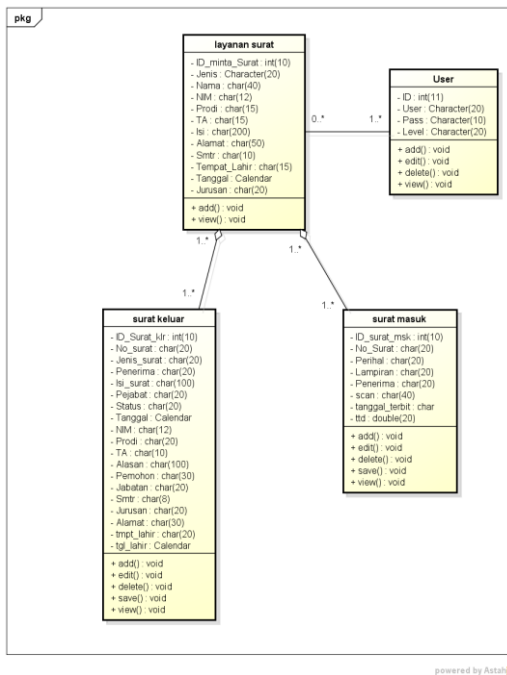 pkg
layanan surat
- ID_minta_Surat : int(10)
- Jenis : Character(20)
- Nama : char(40)
- NIM : char(12)
- Prodi : char(15)
- TA : char(15)
- Isi : char(200)
- Alamat : char(50)
- Smtr : char(10)
- Tempat_Lahir : char(15)
- Tanggal : Calendar
- Jurusan : char(20)
+ add() : void
+ view() : void
0..*
1..*
User
- ID : int(11)
- User : Character(20)
- Pass : Character(10)
- Level : Character(20)
+ add() : void
+ edit() : void
+ delete() : void
+ view() : void
1..*
1..*
1..*
1..*
surat keluar
- ID_Surat_klr : int(10)
- No_surat : char(20)
- Jenis_surat : char(20)
- Penerima : char(20)
- Isi_surat : char(100)
- Pejabat : char(20)
- Status : char(20)
- Tanggal : Calendar
- NIM : char(12)
- Prodi : char(20)
- TA : char(10)
- Alasan : char(100)
- Pemohon : char(30)
- Jabatan : char(20)
- Smtr : char(8)
- Jurusan : char(20)
- Alamat : char(30)
- tmpt_lahir : char(20)
- tgl_lahir : Calendar
+ add() : void
+ edit() : void
+ delete() : void
+ save() : void
+ view() : void
surat masuk
- ID_surat_msk : int(10)
- No_Surat : char(20)
- Perihal : char(20)
- Lampiran : char(20)
- Penerima : char(20)
- scan : char(40)
- tanggal_terbit : char
- ttd : double(20)
+ add() : void
+ edit() : void
+ delete() : void
+ save() : void
+ view() : void
powered by Astah